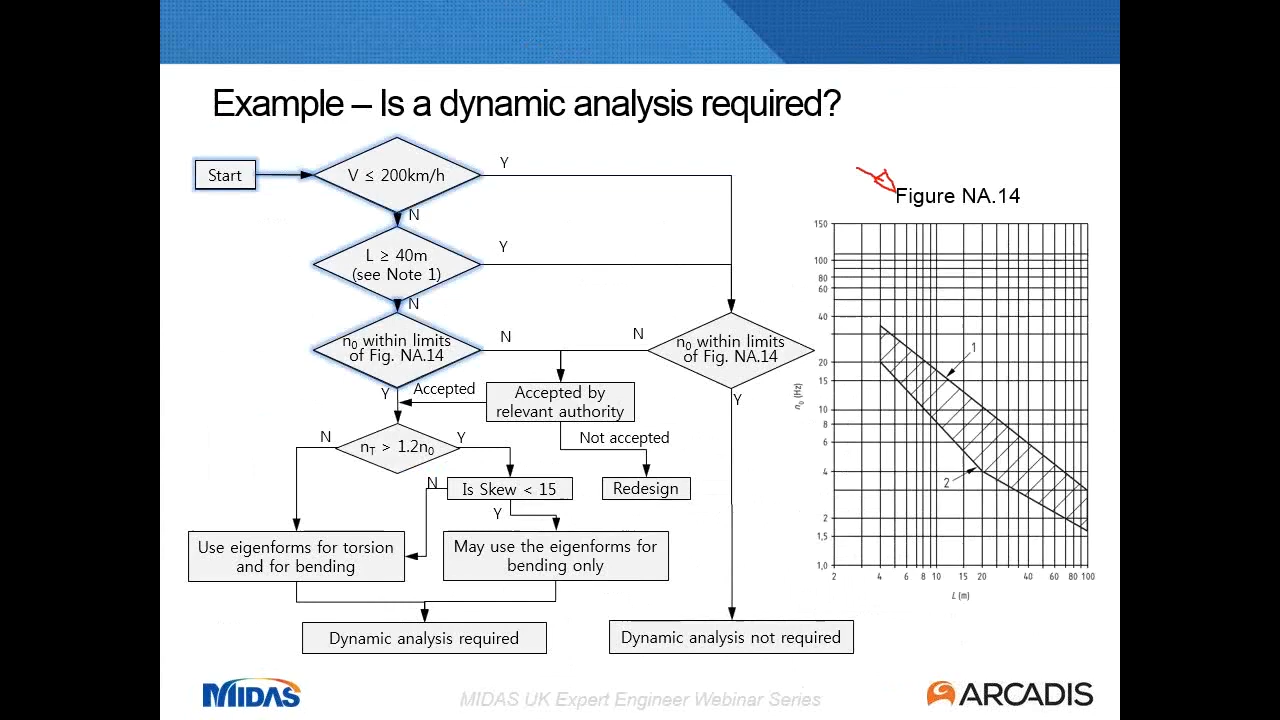 Example – Is a dynamic analysis required?
Start
V ≤ 200km/h
Y
N
L ≥ 40m
(see Note 1)
Y
N
n₀ within limits
of Fig. NA.14
N
N
n₀ within limits
of Fig. NA.14
Y
Accepted
Accepted by
relevant authority
Y
Not accepted
N
nT > 1.2n₀
Y
N
Is Skew < 15
Redesign
Y
Use eigenforms for torsion
and for bending
May use the eigenforms for
bending only
Dynamic analysis required
Dynamic analysis not required
Figure NA.14
150
100
80
60
40
20
15
10
8
6
4
2
1,5
1,0
n₀ (Hz)
1
2
2 4 6 8 10 15 20 40 60 80 100
L (m)
MIDAS
MIDAS UK Expert Engineer Webinar Series
ARCADIS